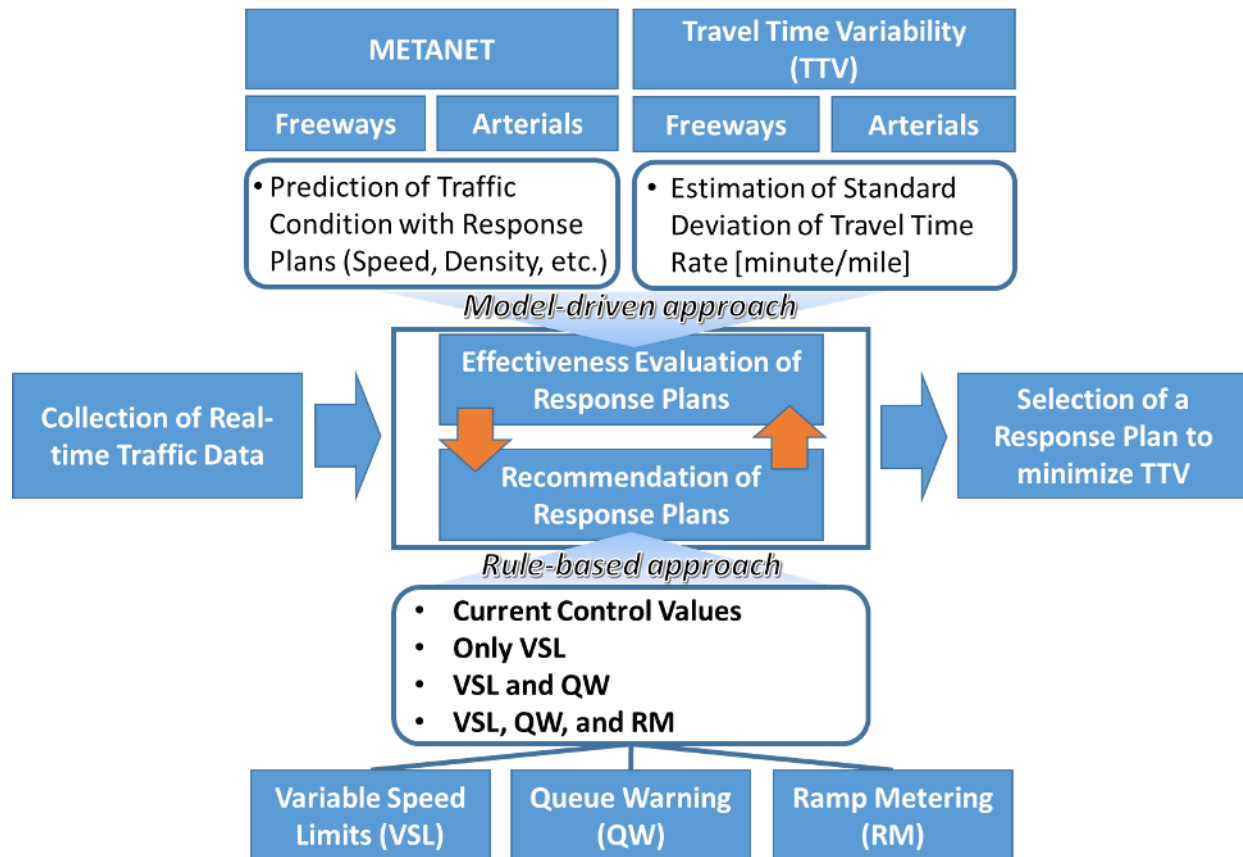 METANET
Travel Time Variability
(TTV)
Freeways
Arterials
Freeways
Arterials
• Prediction of Traffic
Condition with Response
Plans (Speed, Density, etc.)
• Estimation of Standard
Deviation of Travel Time
Rate [minute/mile]
Model-driven approach
Effectiveness Evaluation of
Response Plans
Collection of Real-
time Traffic Data
Selection of a
Response Plan to
minimize TTV
Recommendation of
Response Plans
Rule-based approach
• Current Control Values
• Only VSL
• VSL and QW
• VSL, QW, and RM
Variable Speed
Limits (VSL)
Queue Warning
(QW)
Ramp Metering
(RM)